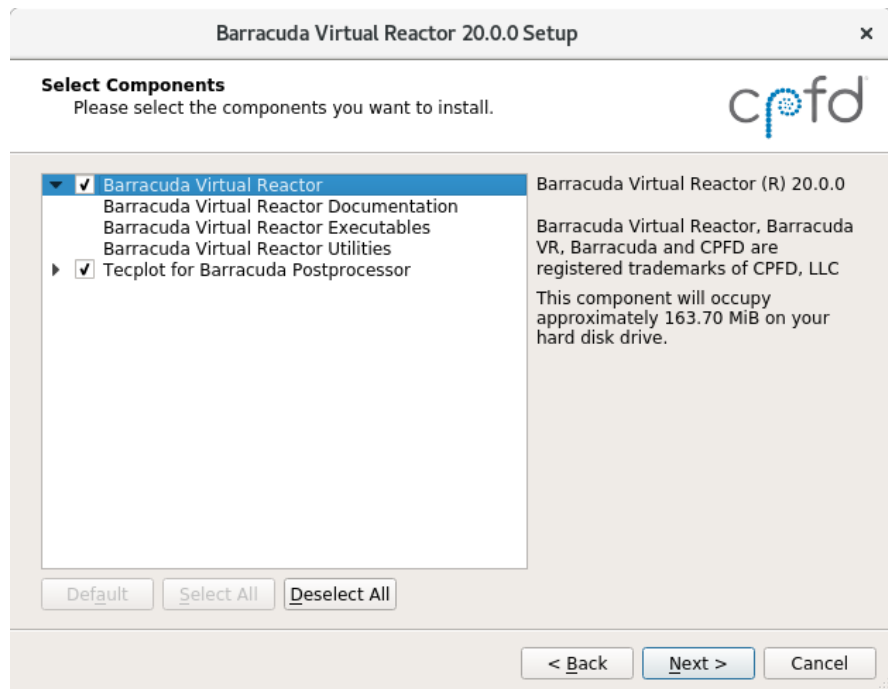 Barracuda Virtual Reactor 20.0.0 Setup
Select Components
Please select the components you want to install.
cpfd
Barracuda Virtual Reactor
Barracuda Virtual Reactor Documentation
Barracuda Virtual Reactor Executables
Barracuda Virtual Reactor Utilities
Tecplot for Barracuda Postprocessor
Barracuda Virtual Reactor (R) 20.0.0
Barracuda Virtual Reactor, Barracuda
VR, Barracuda and CPFD are
registered trademarks of CPFD, LLC
This component will occupy
approximately 163.70 MiB on your
hard disk drive.
Default Select All Deselect All
< Back Next > Cancel